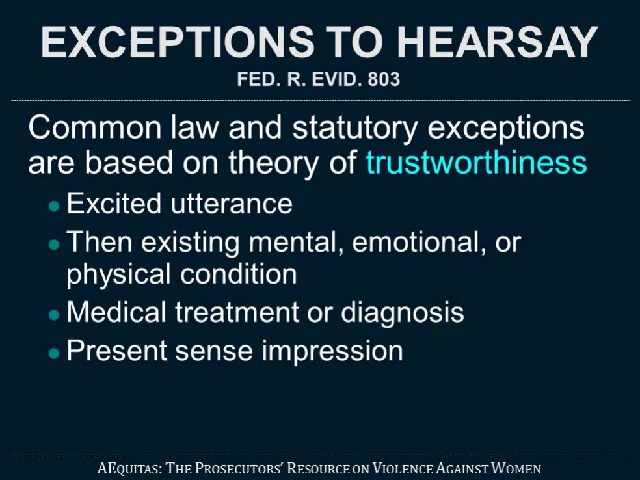 EXCEPTIONS TO HEARSAY
FED. R. EVID. 803
Common law and statutory exceptions
are based on theory of trustworthiness
Excited utterance
Then existing mental, emotional, or
physical condition
Medical treatment or diagnosis
Present sense impression
AEQUITAS: THE PROSECUTORS' RESOURCE ON VIOLENCE AGAINST WOMEN